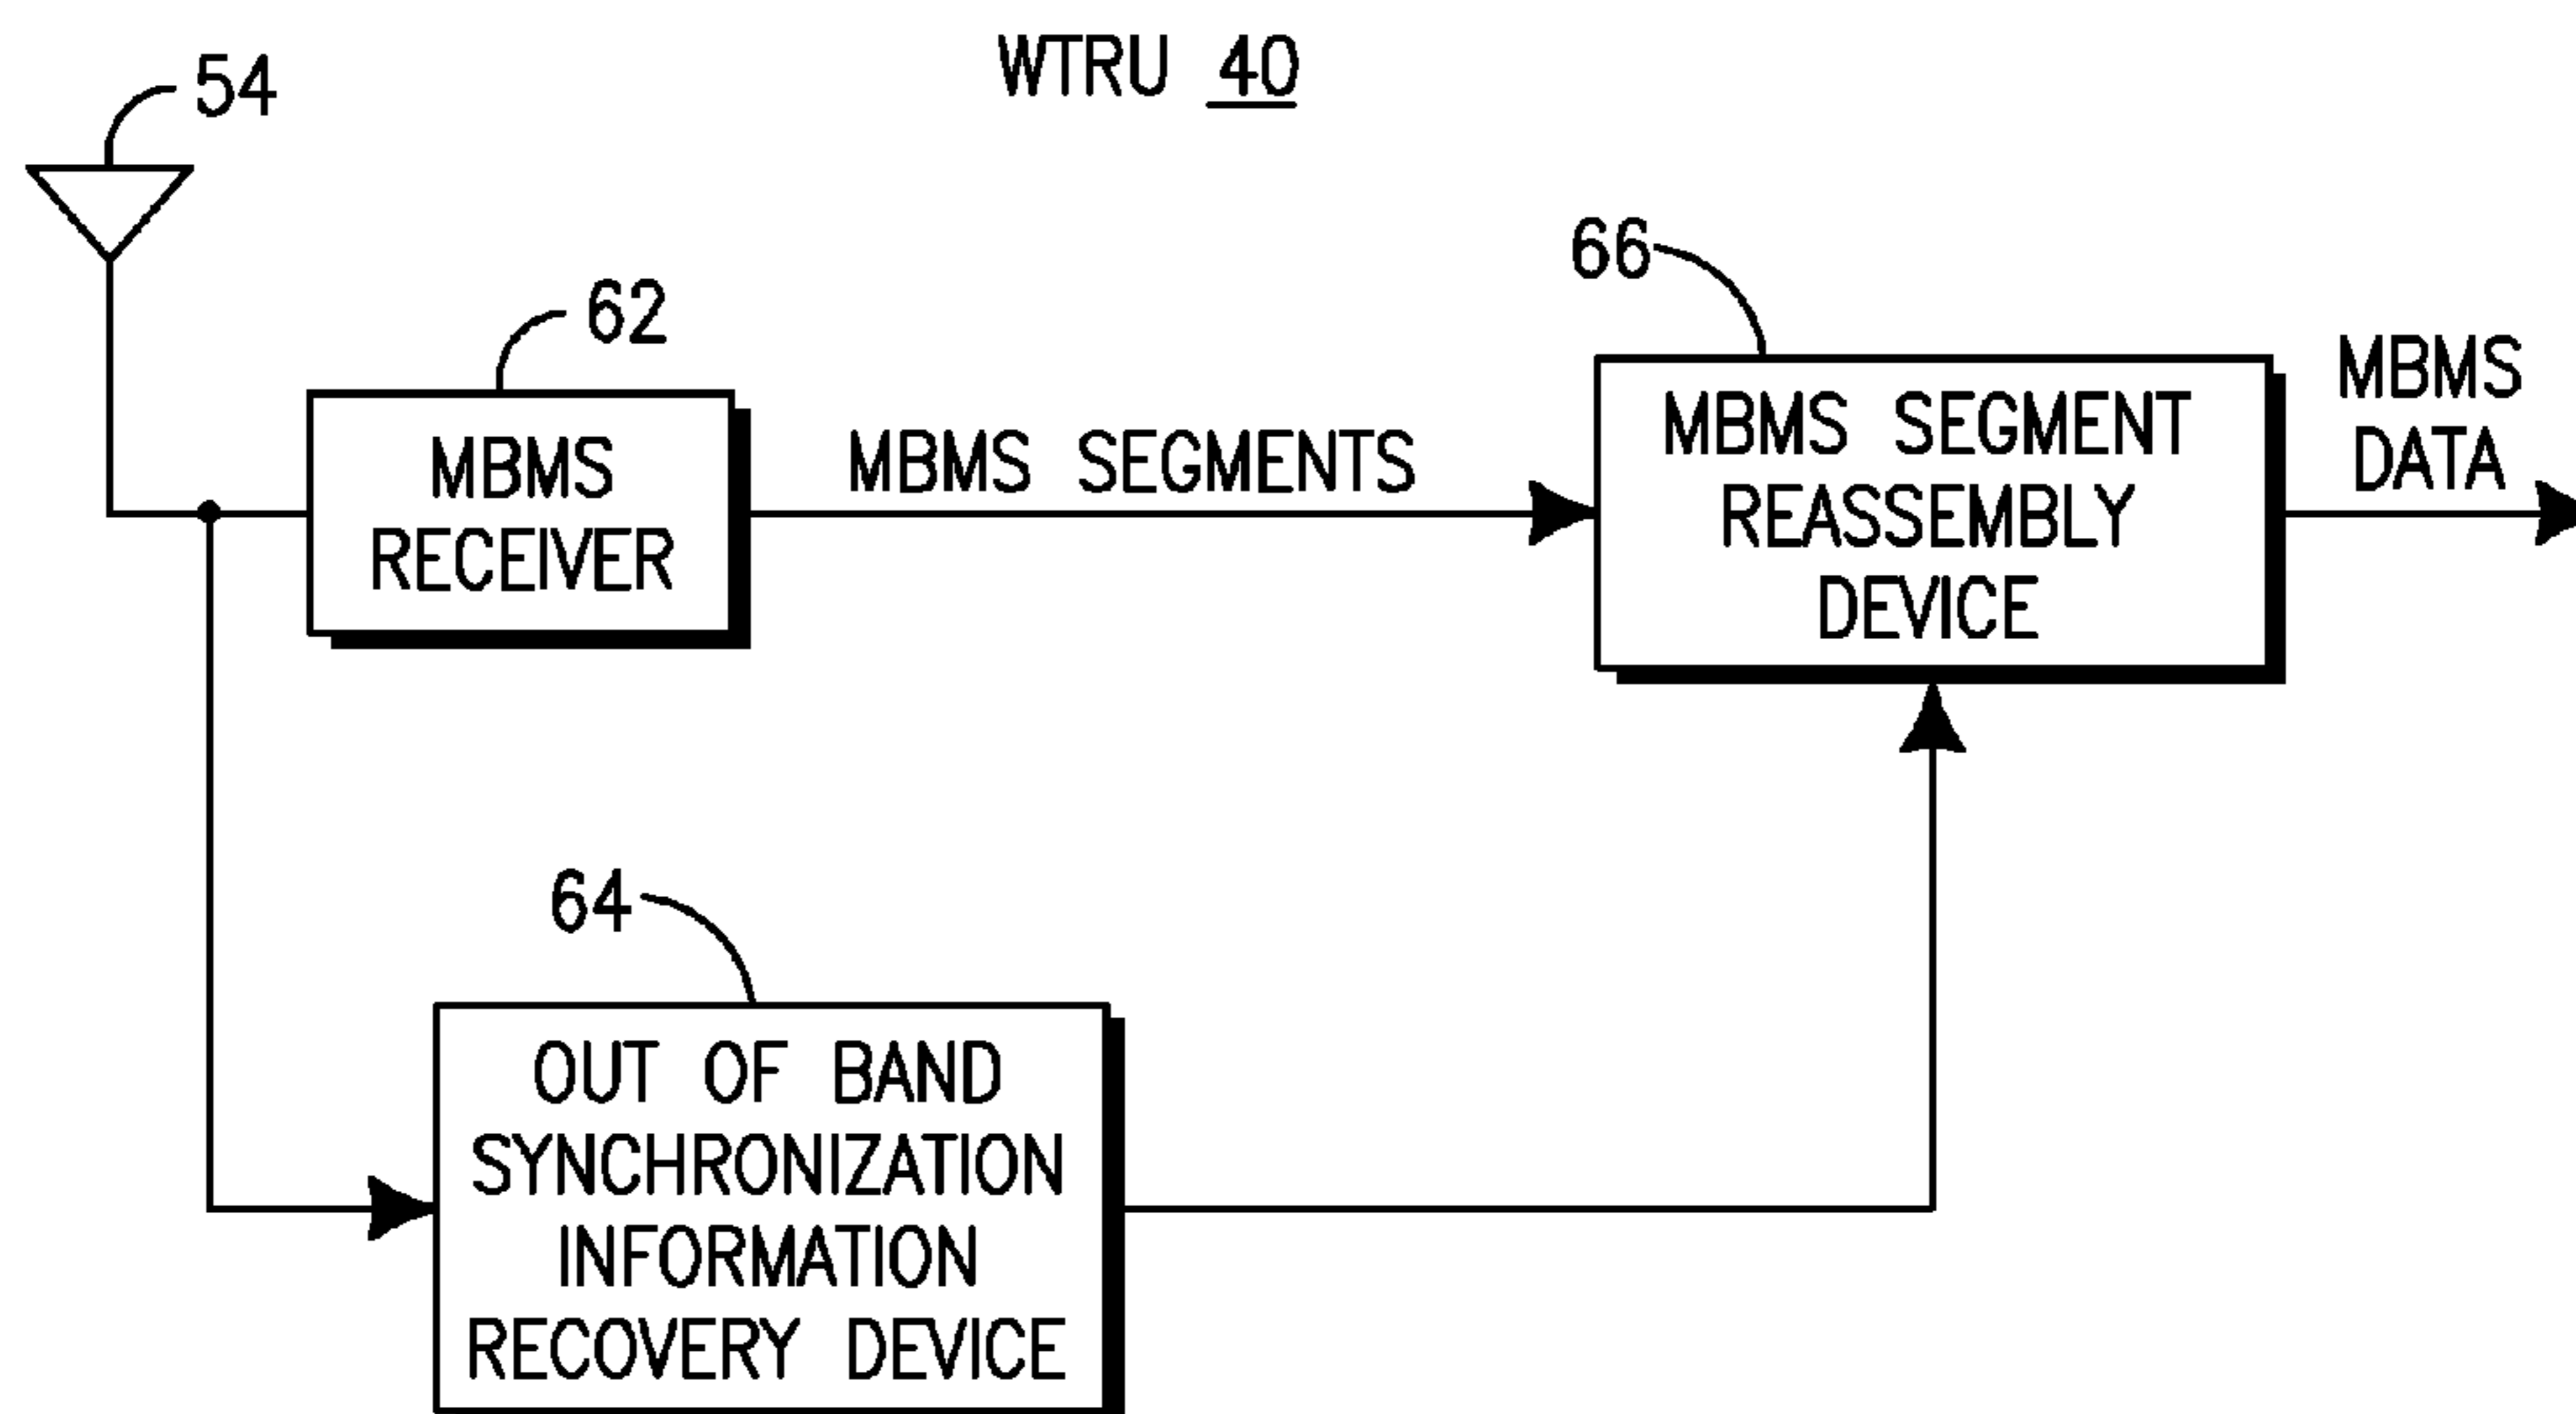 WTRU 40
54
62
66
MBMS
RECEIVER
MBMS SEGMENTS
MBMS SEGMENT
REASSEMBLY
DEVICE
MBMS
DATA
64
OUT OF BAND
SYNCHRONIZATION
INFORMATION
RECOVERY DEVICE